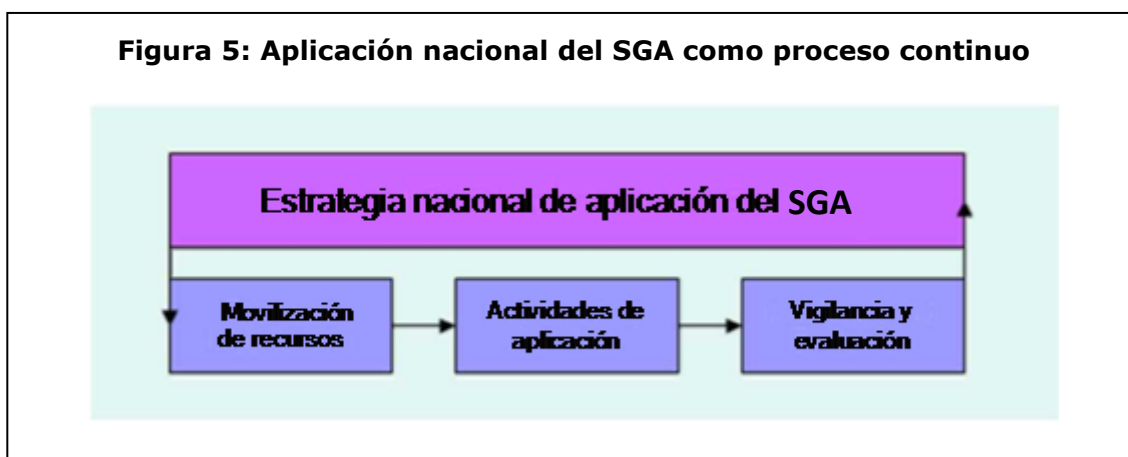 Figura 5: Aplicación nacional del SGA como proceso continuo
Estrategia nacional de aplicación del SGA
Movilización
de recursos
Actividades de
aplicación
Vigilancia y
evaluación